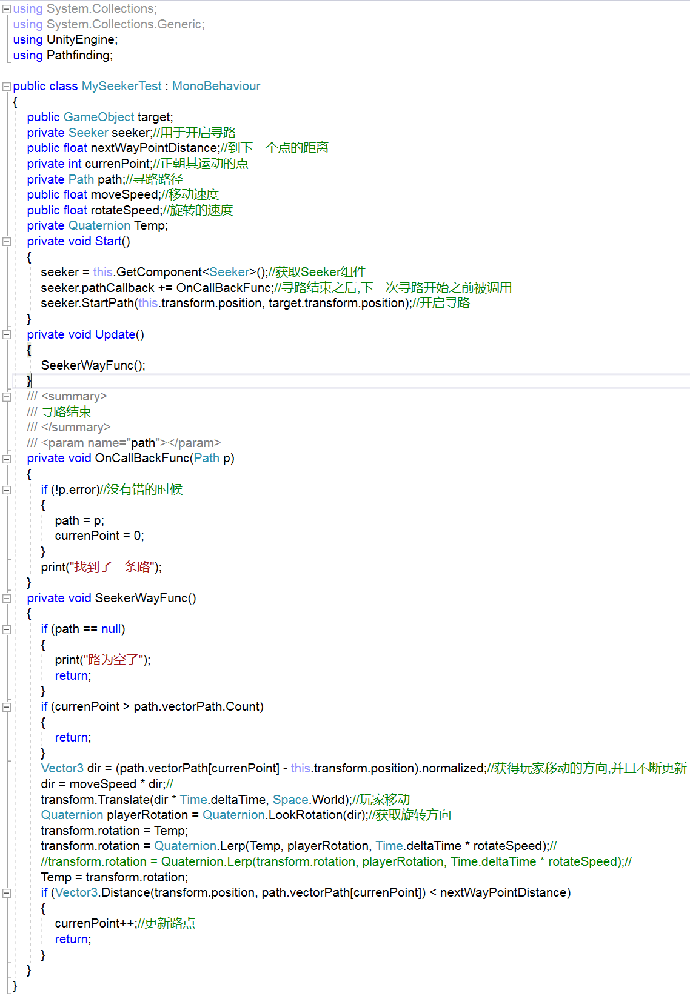 using System.Collections;
using System.Collections.Generic;
using UnityEngine;
using Pathfinding;
public class MySeekerTest : MonoBehaviour
{
public GameObject target;
private Seeker seeker;//用于开启寻路
public float nextWayPointDistance;//到下一个点的距离
private int currenPoint;//正朝其运动的点
private Path path;//寻路路径
public float moveSpeed;//移动速度
public float rotateSpeed;//旋转的速度
private Quaternion Temp;
private void Start()
{
seeker = this.GetComponent<Seeker>();//获取Seeker组件
seeker.pathCallback += OnCallBackFunc;//寻路结束之后,下一次寻路开始之前被调用
seeker.StartPath(this.transform.position, target.transform.position);//开启寻路
}
private void Update()
{
SeekerWayFunc();
}
/// <summary>
/// 寻路结束
/// </summary>
/// <param name="path"></param>
private void OnCallBackFunc(Path p)
{
if (!p.error)//没有错的时候
{
path = p;
currenPoint = 0;
}
print("找到了一条路");
}
private void SeekerWayFunc()
{
if (path == null)
{
print("路为空了");
return;
}
if (currenPoint > path.vectorPath.Count)
{
return;
}
Vector3 dir = (path.vectorPath[currenPoint] - this.transform.position).normalized;//获得玩家移动的方向,并且不断更新
dir = moveSpeed * dir;//
transform.Translate(dir * Time.deltaTime, Space.World);//玩家移动
Quaternion playerRotation = Quaternion.LookRotation(dir);//获取旋转方向
transform.rotation = Temp;
transform.rotation = Quaternion.Lerp(Temp, playerRotation, Time.deltaTime * rotateSpeed);//
//transform.rotation = Quaternion.Lerp(transform.rotation, playerRotation, Time.deltaTime * rotateSpeed);//
Temp = transform.rotation;
if (Vector3.Distance(transform.position, path.vectorPath[currenPoint]) < nextWayPointDistance)
{
currenPoint++;//更新路点
return;
}
}
}